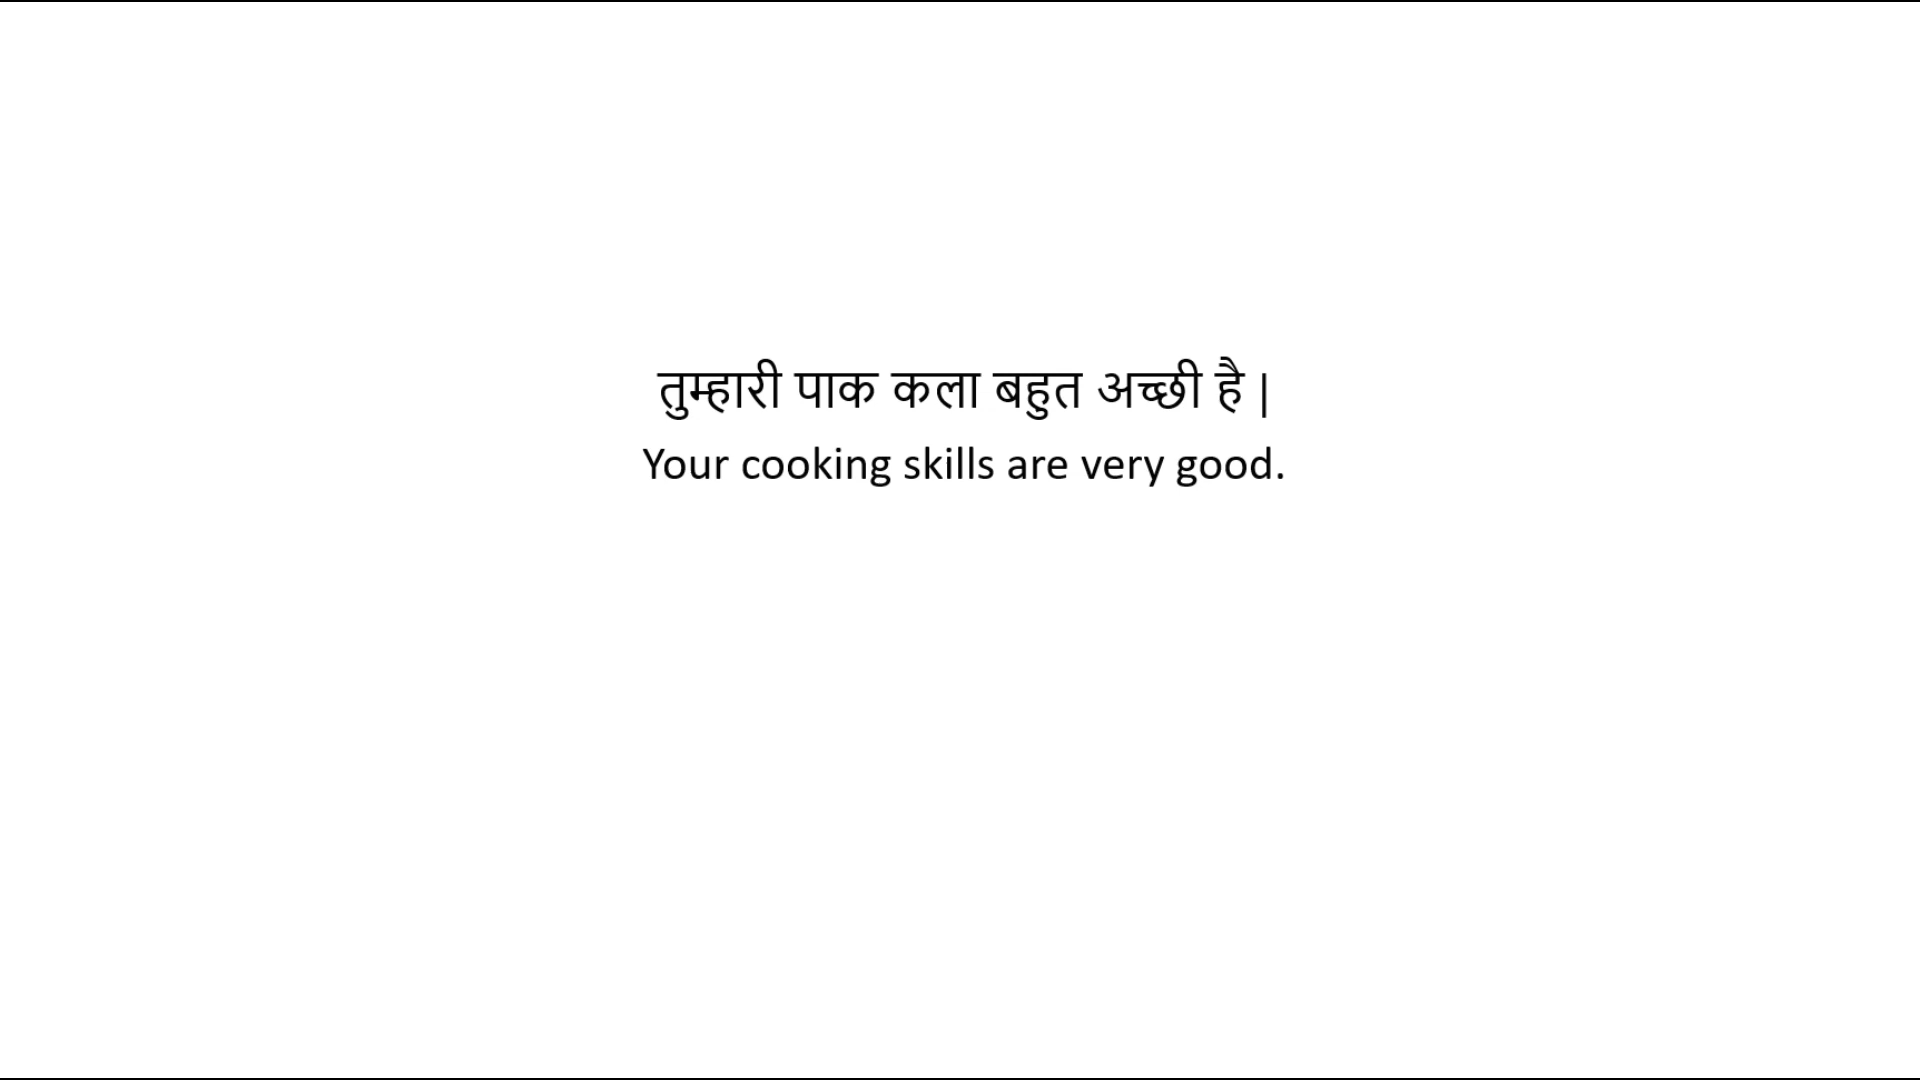 तुम्हारी पाक कला बहुत अच्छी है |
Your cooking skills are very good.